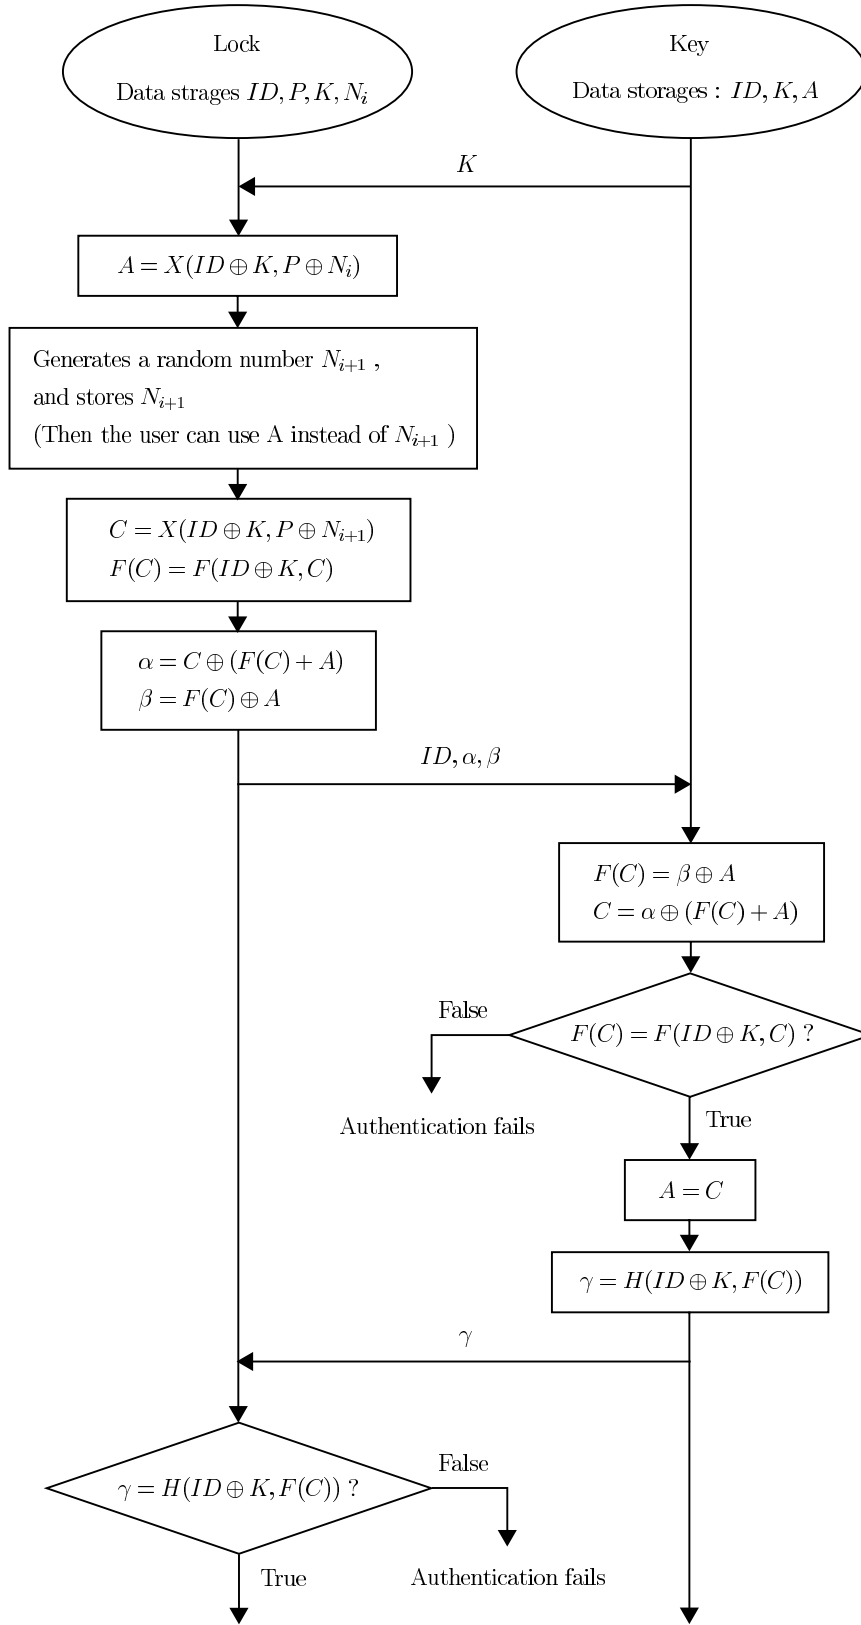 Lock
Data strages ID, P, K, N_i
Key
Data storages : ID, K, A
K
A = X(ID ⊕ K, P ⊕ N_i)
Generates a random number N_{i+1} ,
and stores N_{i+1}
(Then the user can use A instead of N_{i+1} )
C = X(ID ⊕ K, P ⊕ N_{i+1})
F(C) = F(ID ⊕ K, C)
α = C ⊕ (F(C) + A)
β = F(C) ⊕ A
ID, α, β
F(C) = β ⊕ A
C = α ⊕ (F(C) + A)
F(C) = F(ID ⊕ K, C) ?
False
Authentication fails
True
A = C
γ = H(ID ⊕ K, F(C))
γ
γ = H(ID ⊕ K, F(C)) ?
False
Authentication fails
True